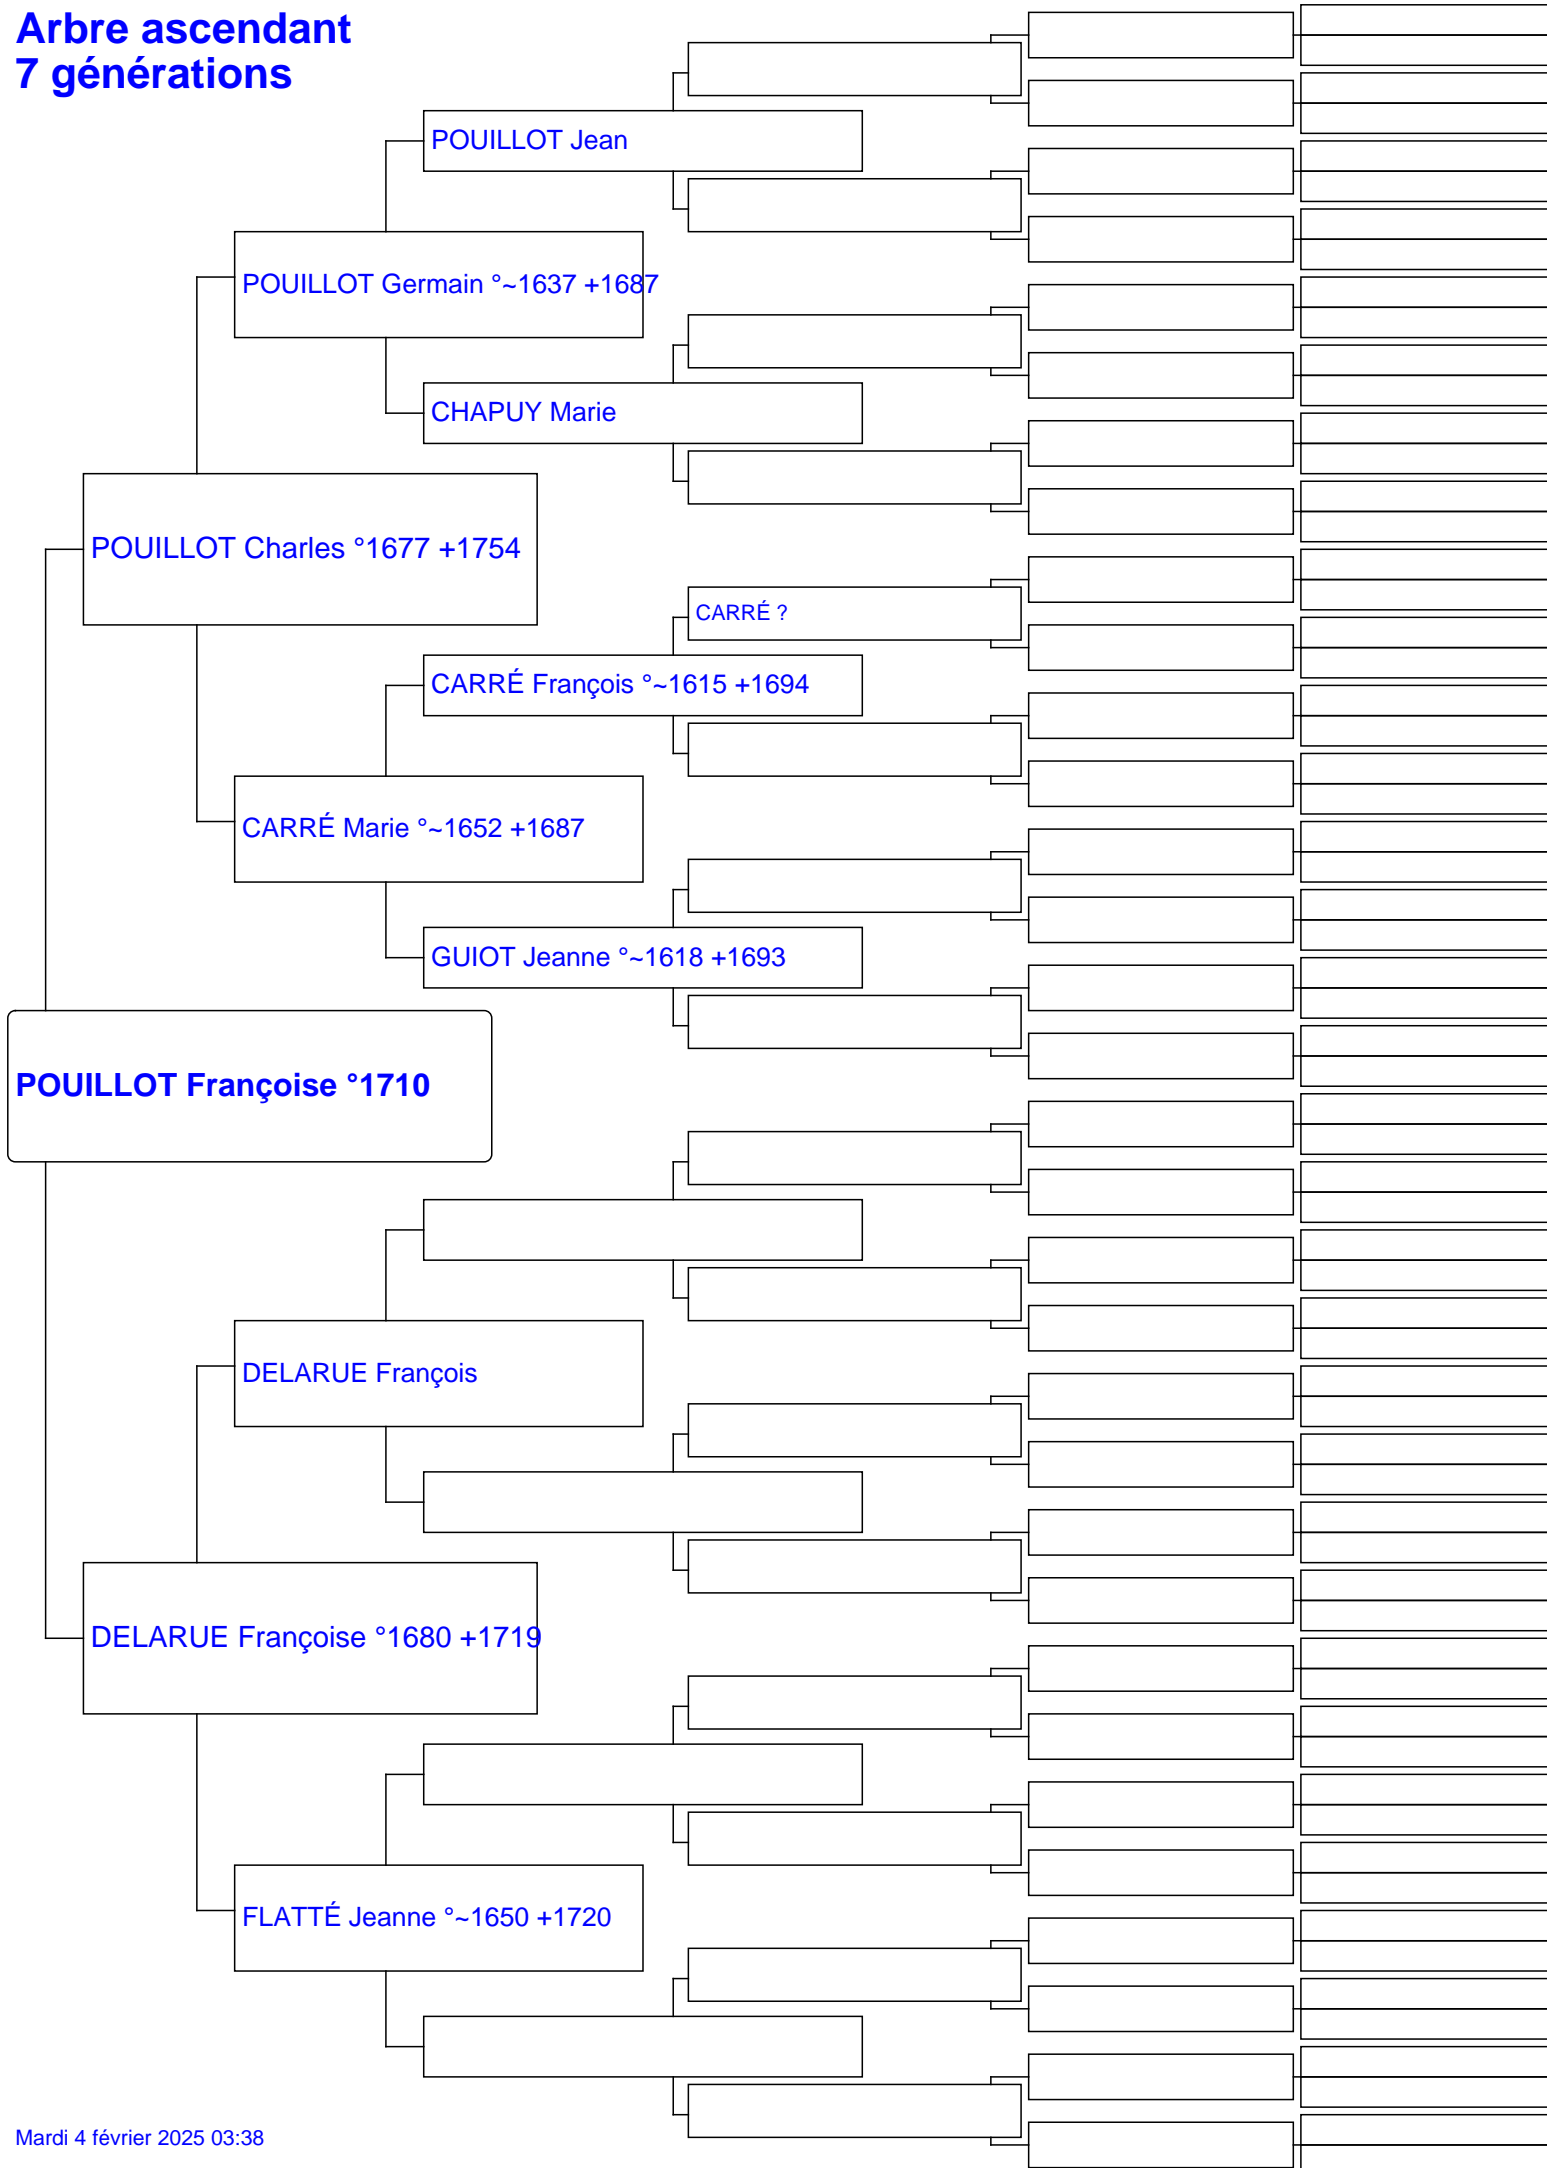 Arbre ascendant
7 générations
POUILLOT Jean
POUILLOT Germain °~1637 +1687
CHAPUY Marie
POUILLOT Charles °1677 +1754
CARRÉ ?
CARRÉ François °~1615 +1694
CARRÉ Marie °~1652 +1687
GUIOT Jeanne °~1618 +1693
POUILLOT Françoise °1710
DELARUE François
DELARUE Françoise °1680 +1719
FLATTÉ Jeanne °~1650 +1720
Mardi 4 février 2025 03:38